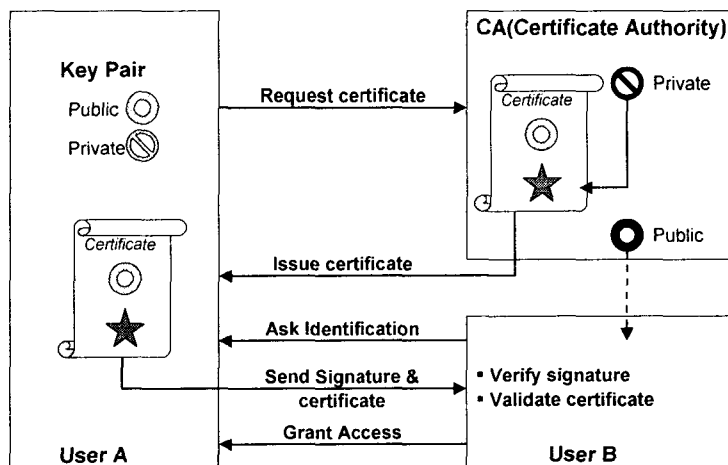 CA(Certificate Authority)
Key Pair
Public
Private
Request certificate
Certificate
Private
Public
Certificate
Issue certificate
Ask Identification
Send Signature &
certificate
▪ Verify signature
▪ Validate certificate
Grant Access
User A
User B